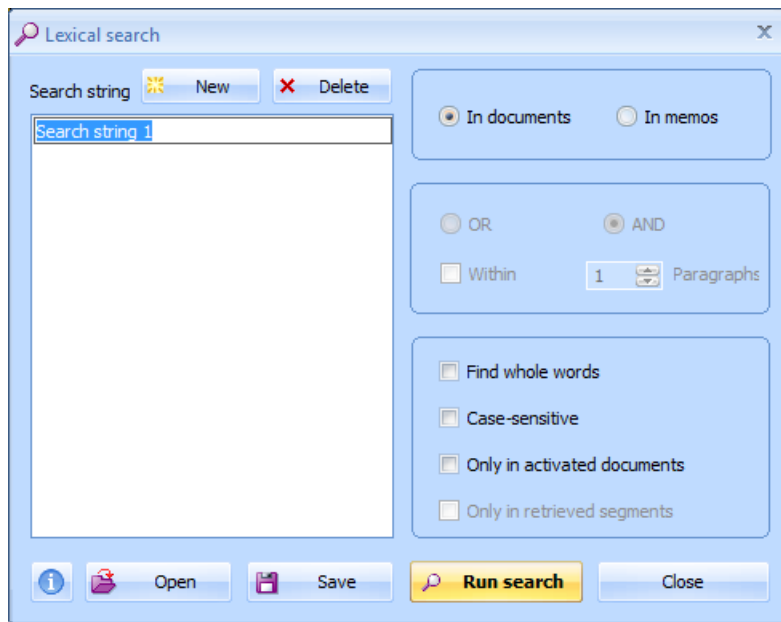 Lexical search
Search string New Delete
Search string 1
In documents In memos
OR AND
Within 1 Paragraphs
Find whole words
Case-sensitive
Only in activated documents
Only in retrieved segments
Open Save Run search Close